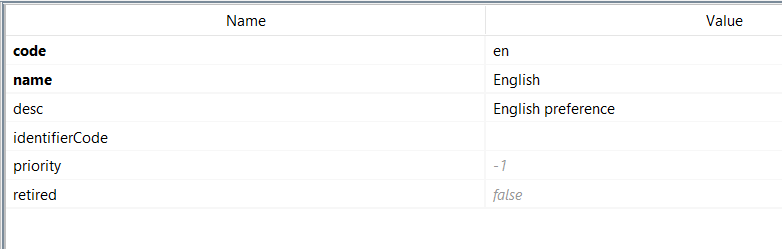 Name Value
code en
name English
desc English preference
identifierCode
priority -1
retired false